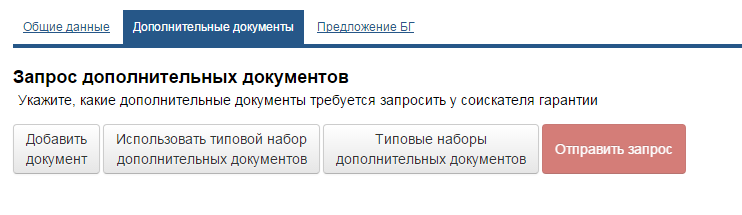 Общие данные Дополнительные документы Предложение БГ
Запрос дополнительных документов
Укажите, какие дополнительные документы требуется запросить у соискателя гарантии
Добавить
документ
Использовать типовой набор
дополнительных документов
Типовые наборы
дополнительных документов
Отправить запрос